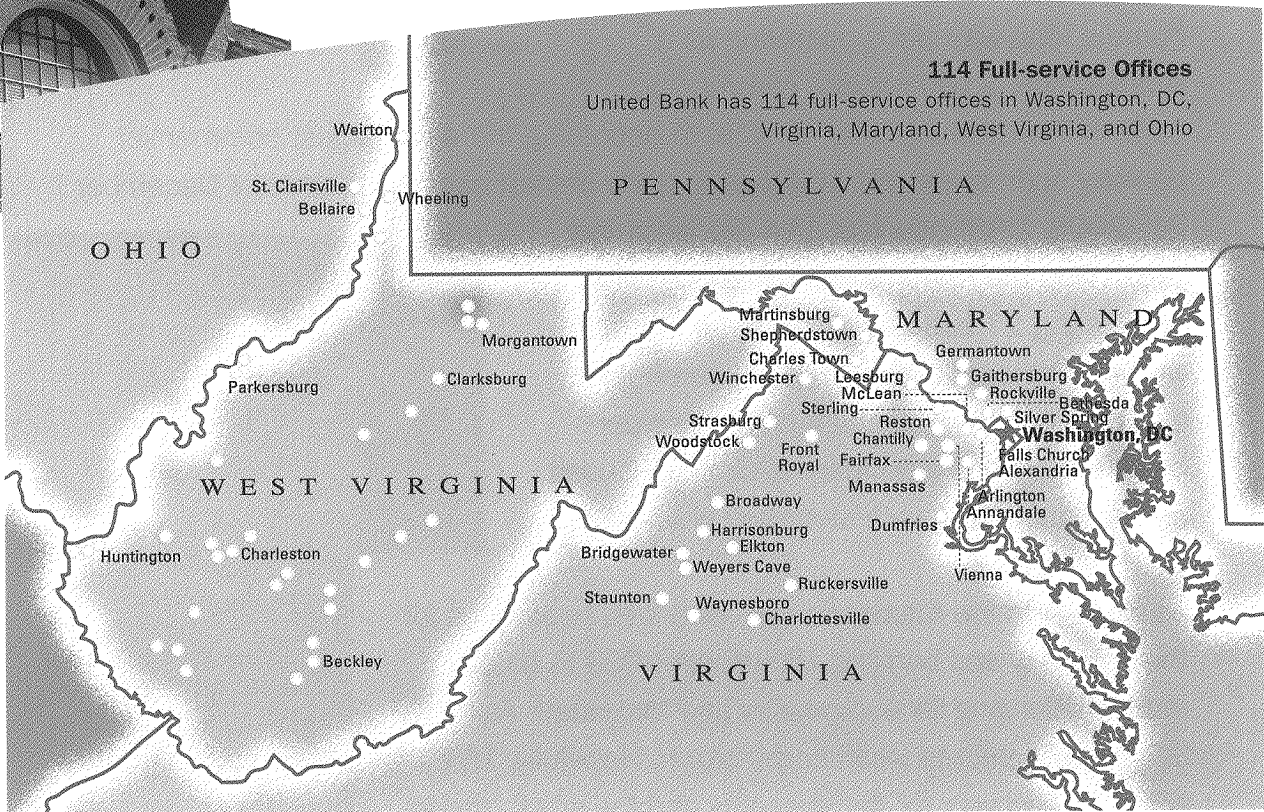 114 Full-service Offices
United Bank has 114 full-service offices in Washington, DC,
Virginia, Maryland, West Virginia, and Ohio
PENNSYLVANIA
Weirton
St. Clairsville
Wheeling
Bellaire
OHIO
Martinsburg
MARYLAND
Shepherdstown
Morgantown
Germantown
Charles Town
Clarksburg
Winchester
Leesburg
Gaithersburg
Parkersburg
McLean
Rockville
Bethesda
Sterling
Silver Spring
Strasburg
Reston
Woodstock
Chantilly
Washington, DC
Front
Royal
Fairfax
Falls Church
Alexandria
WEST VIRGINIA
Manassas
Arlington
Broadway
Annandale
Dumfries
Harrisonburg
Elkton
Huntington
Charleston
Bridgewater
Weyers Cave
Vienna
Ruckersville
Staunton
Waynesboro
Charlottesville
Beckley
VIRGINIA